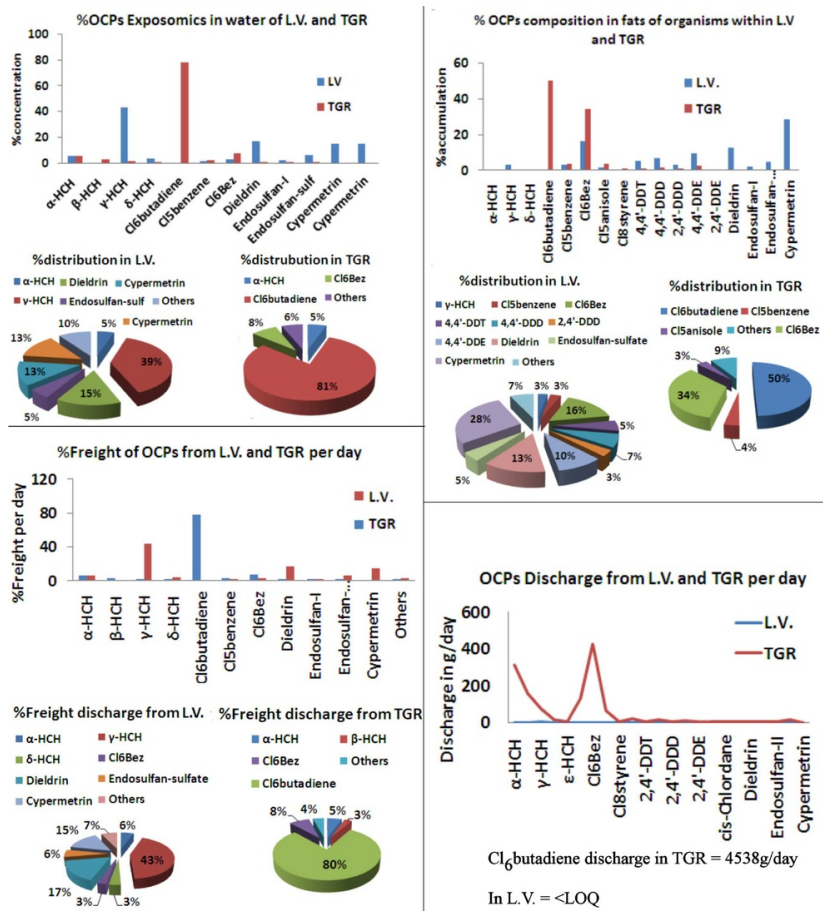 %OCPs Exposomics in water of L.V. and TGR
%concentration
100
80
60
40
20
0
LV
TGR
α-HCH
β-HCH
γ-HCH
δ-HCH
Cl6butadiene
Cl5benzene
Cl6Bez
Dieldrin
Endosulfan-I
Endosulfan-sulf
Cypermetrin
Cypermetrin
%distribution in L.V.
α-HCH Dieldrin Cypermetrin
γ-HCH Endosulfan-sulf Others
Cypermetrin
10%
5%
39%
15%
5%
13%
13%
%distrubution in TGR
α-HCH Cl6Bez
Cl6butadiene Others
8%
6%
5%
81%
% OCPs composition in fats of organisms within L.V
and TGR
%accumulation
60
40
20
0
L.V.
TGR
α-HCH
γ-HCH
δ-HCH
Cl6butadiene
Cl5benzene
Cl6Bez
Cl5anisole
Cl8styrene
4,4'-DDT
4,4'-DDD
2,4'-DDD
4,4'-DDE
2,4'-DDE
Dieldrin
Endosulfan-I
Endosulfan-...
Cypermetrin
%distribution in L.V.
γ-HCH Cl5benzene Cl6Bez
4,4'-DDT 4,4'-DDD 2,4'-DDD
4,4'-DDE Dieldrin Endosulfan-sulfate
Cypermetrin Others
7%
3%
3%
16%
5%
7%
3%
10%
13%
5%
28%
%distribution in TGR
Cl6butadiene Cl5benzene
Cl5anisole Others Cl6Bez
3%
9%
50%
4%
34%
%Freight of OCPs from L.V. and TGR per day
%Freight per day
120
80
40
0
L.V.
TGR
α-HCH
β-HCH
γ-HCH
δ-HCH
Cl6butadiene
Cl5benzene
Cl6Bez
Dieldrin
Endosulfan-I
Endosulfan-...
Cypermetrin
Others
%Freight discharge from L.V.
α-HCH γ-HCH
δ-HCH Cl6Bez
Dieldrin Endosulfan-sulfate
Cypermetrin Others
7%
6%
43%
3%
3%
17%
6%
15%
%Freight discharge from TGR
α-HCH β-HCH
Cl6Bez Others
Cl6butadiene
8%
4%
5%
3%
80%
OCPs Discharge from L.V. and TGR per day
Discharge in g/day
600
400
200
0
L.V.
TGR
α-HCH
γ-HCH
ε-HCH
Cl6Bez
Cl8styrene
2,4'-DDT
2,4'-DDD
2,4'-DDE
cis-Chlordane
Dieldrin
Endosulfan-II
Cypermetrin
Cl6butadiene discharge in TGR = 4538g/day
In L.V. = <LOQ